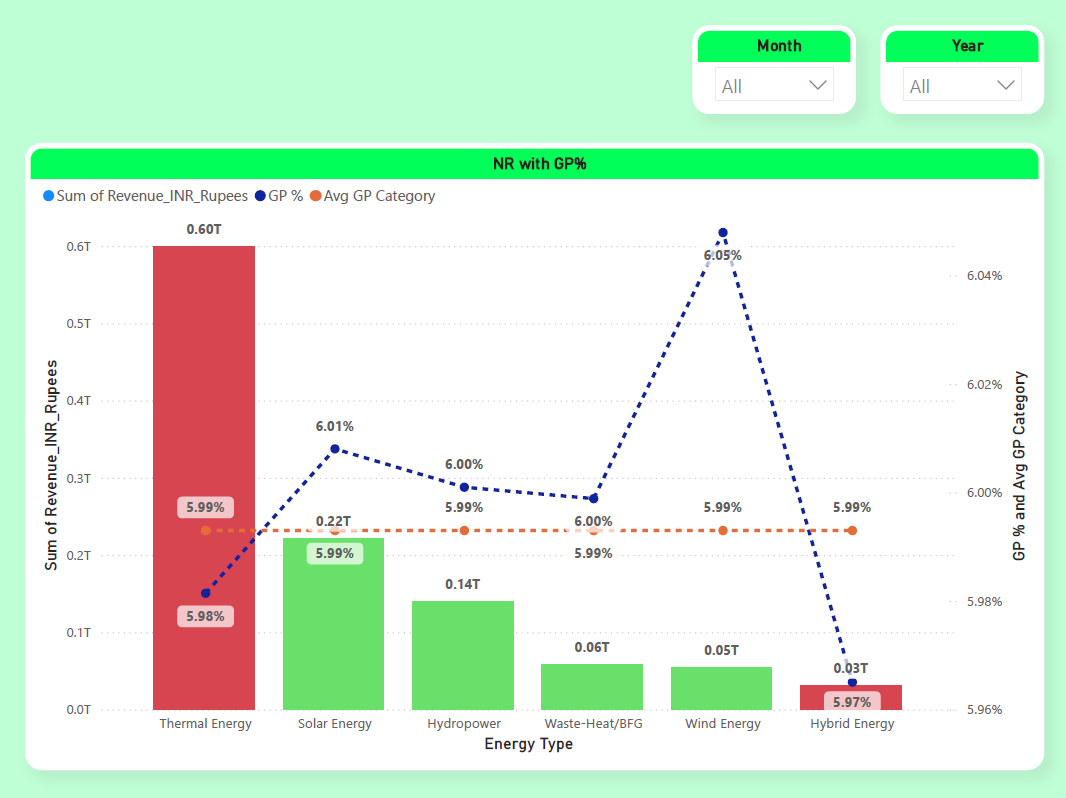 Month
Year
All
All
NR with GP%
Sum of Revenue_INR_Rupees GP % Avg GP Category
0.60T
0.6T
6.05%
6.04%
0.5T
0.4T
6.02%
6.01%
6.00%
0.3T
6.00%
5.99%
5.99%
5.99%
5.99%
0.22T
6.00%
5.99%
5.99%
0.2T
0.14T
5.98%
5.98%
0.1T
0.06T
0.05T
0.03T
5.97%
0.0T
5.96%
Thermal Energy
Solar Energy
Hydropower
Waste-Heat/BFG
Wind Energy
Hybrid Energy
Energy Type
Sum of Revenue_INR_Rupees
GP % and Avg GP Category